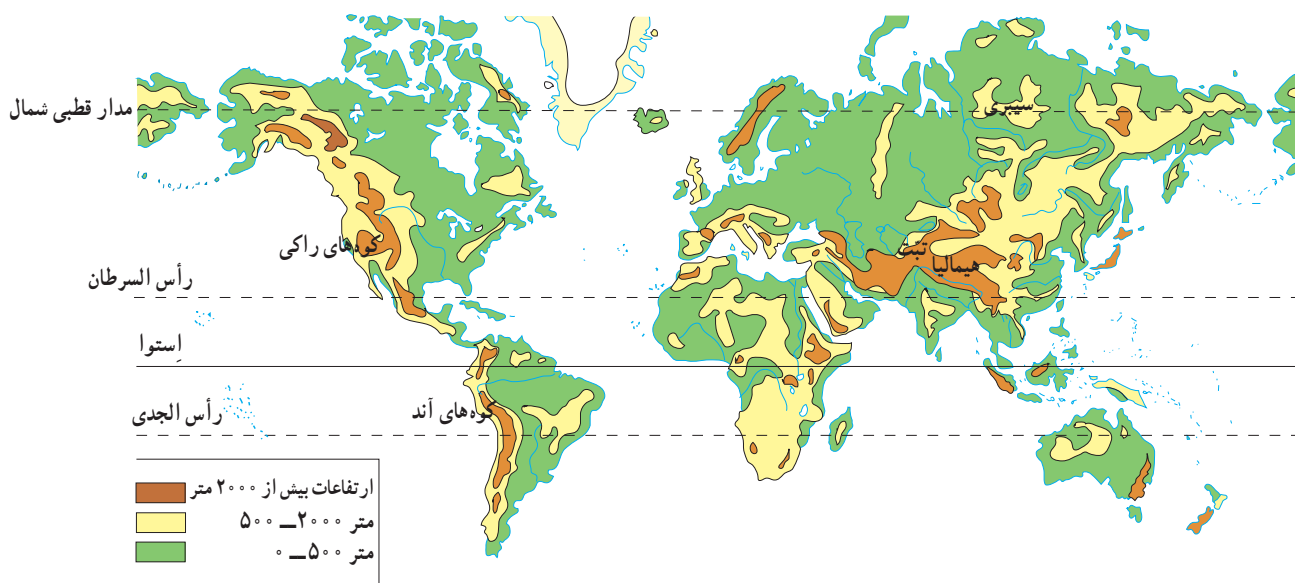 مدار قطبی شمال
سیبری
کوه‌های راکی
تبّت
هیمالیا
رأس السرطان
اِستوا
رأس الجدی
کوه‌های آند
ارتفاعات بیش از ۲۰۰۰ متر
متر ۲۰۰۰ــ ۵۰۰
متر ۵۰۰ــ ۰